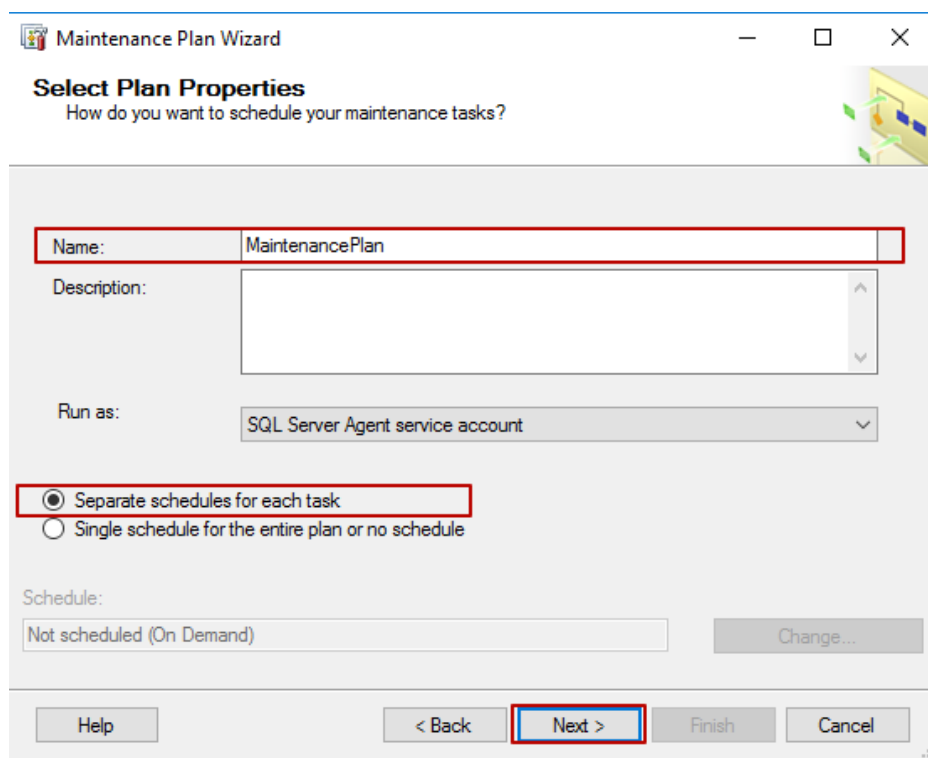 Maintenance Plan Wizard
Select Plan Properties
How do you want to schedule your maintenance tasks?
Name: MaintenancePlan
Description:
Run as: SQL Server Agent service account
Separate schedules for each task
Single schedule for the entire plan or no schedule
Schedule:
Not scheduled (On Demand) Change...
Help < Back Next > Finish Cancel